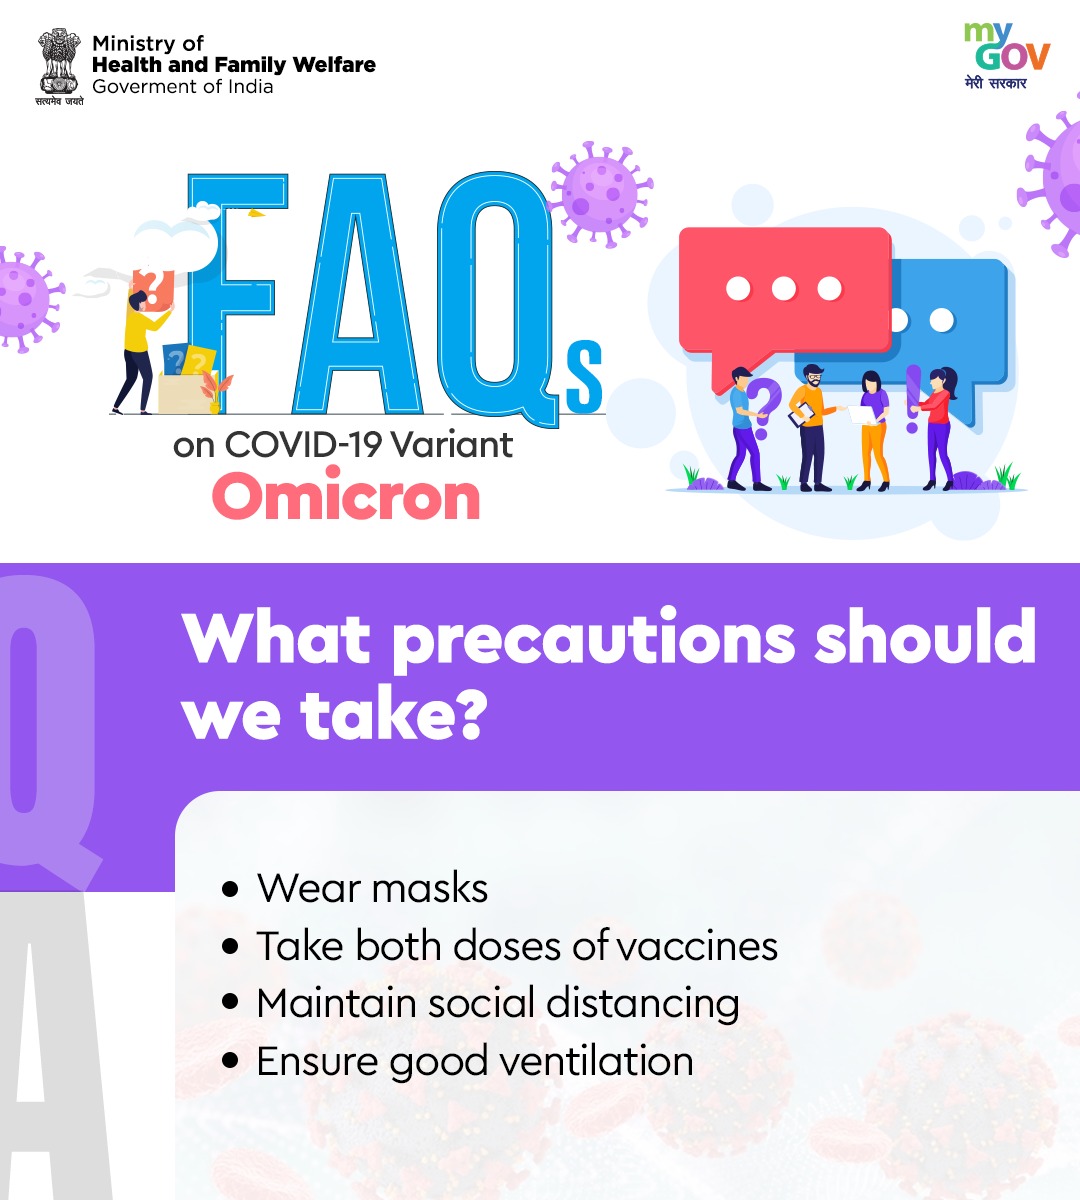 Ministry of
Health and Family Welfare
Goverment of India
सत्यमेव जयते
my
GOV
मेरी सरकार
FAQs
on COVID-19 Variant
Omicron
Q
What precautions should
we take?
A
• Wear masks
• Take both doses of vaccines
• Maintain social distancing
• Ensure good ventilation